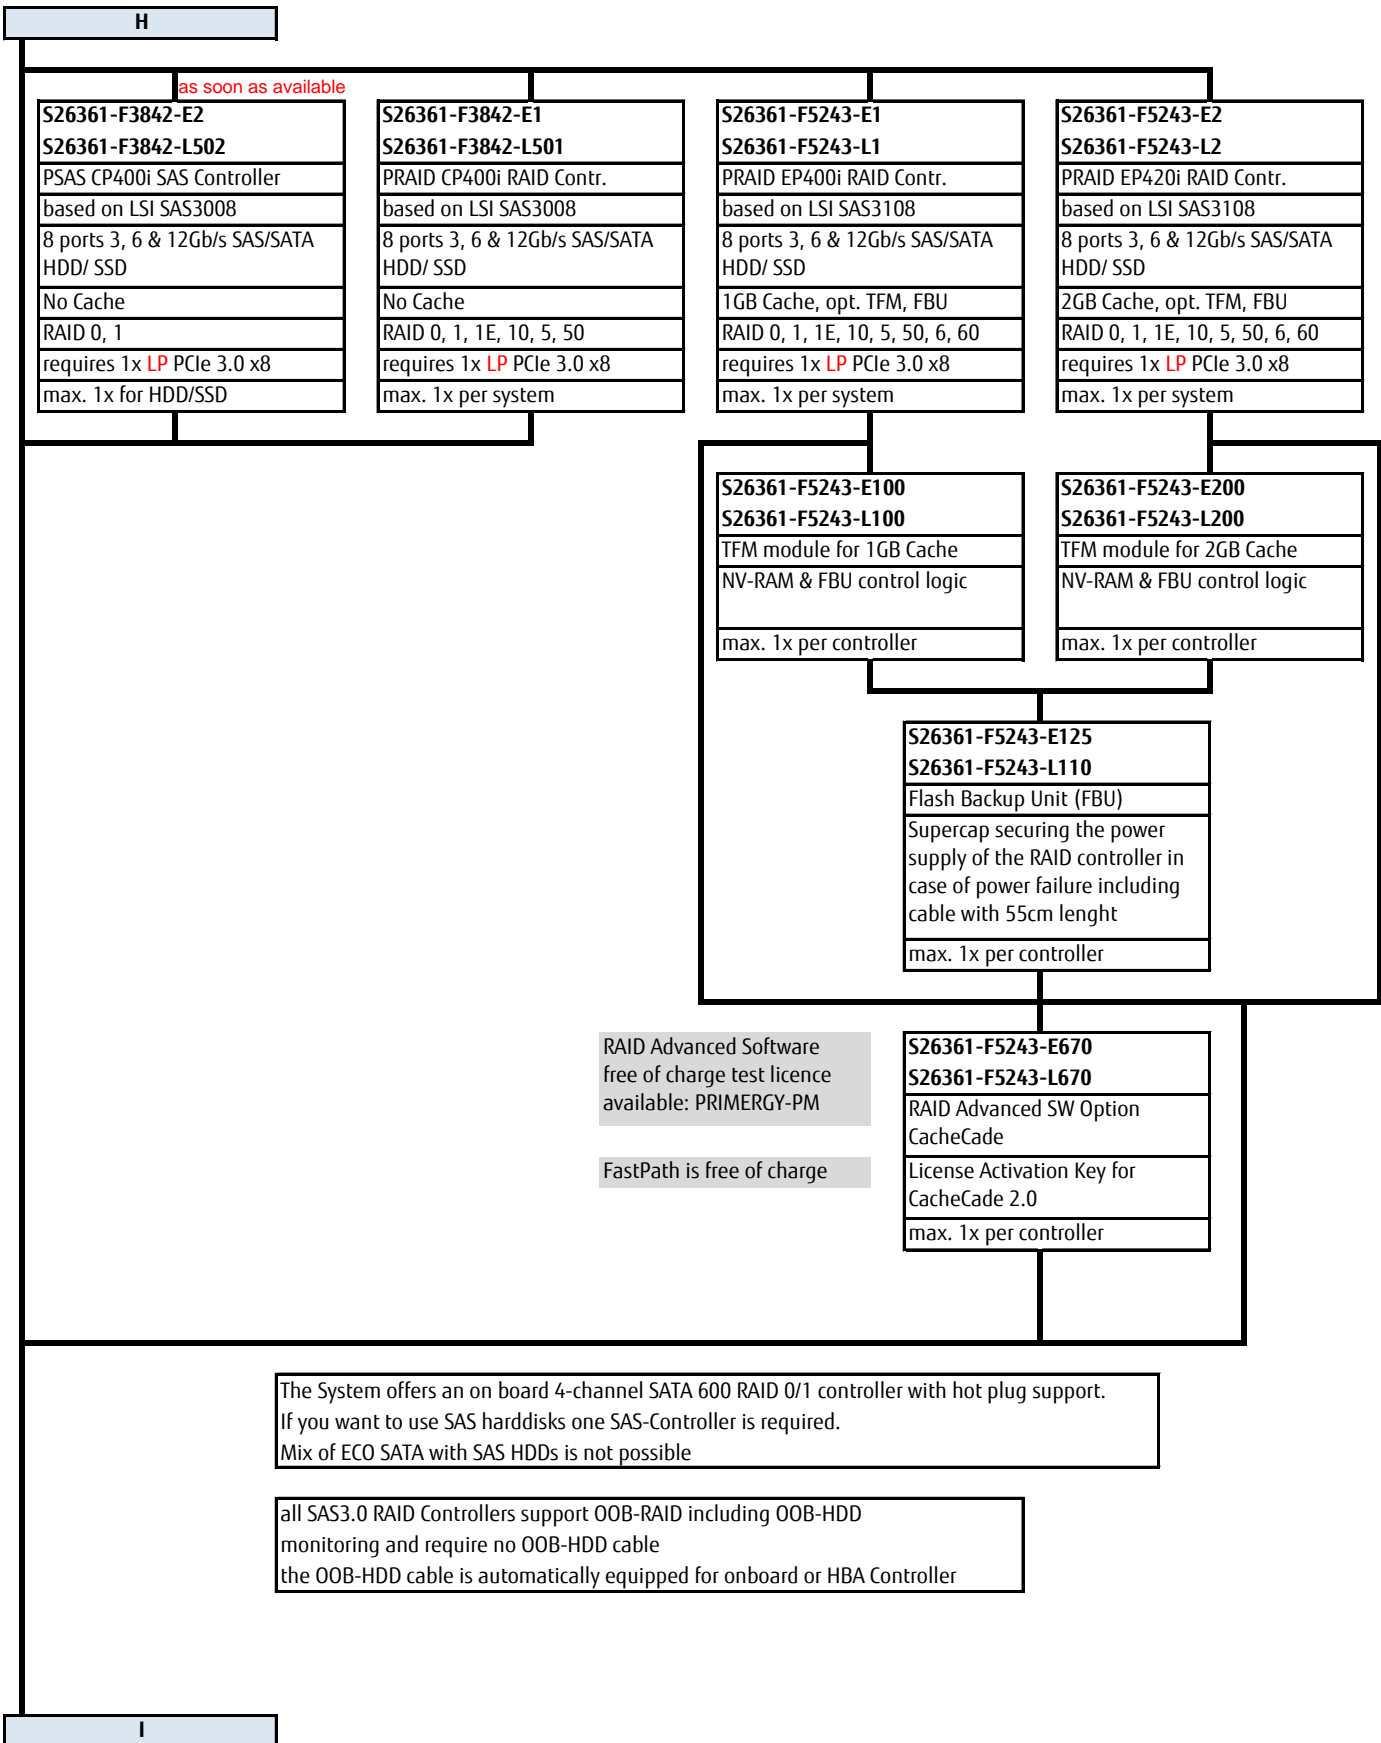 H
as soon as available
S26361-F3842-E2
S26361-F3842-L502
PSAS CP400i SAS Controller
based on LSI SAS3008
8 ports 3, 6 & 12Gb/s SAS/SATA
HDD/ SSD
No Cache
RAID 0, 1
requires 1x LP PCIe 3.0 x8
max. 1x for HDD/SSD
S26361-F3842-E1
S26361-F3842-L501
PRAID CP400i RAID Contr.
based on LSI SAS3008
8 ports 3, 6 & 12Gb/s SAS/SATA
HDD/ SSD
No Cache
RAID 0, 1, 1E, 10, 5, 50
requires 1x LP PCIe 3.0 x8
max. 1x per system
S26361-F5243-E1
S26361-F5243-L1
PRAID EP400i RAID Contr.
based on LSI SAS3108
8 ports 3, 6 & 12Gb/s SAS/SATA
HDD/ SSD
1GB Cache, opt. TFM, FBU
RAID 0, 1, 1E, 10, 5, 50, 6, 60
requires 1x LP PCIe 3.0 x8
max. 1x per system
S26361-F5243-E2
S26361-F5243-L2
PRAID EP420i RAID Contr.
based on LSI SAS3108
8 ports 3, 6 & 12Gb/s SAS/SATA
HDD/ SSD
2GB Cache, opt. TFM, FBU
RAID 0, 1, 1E, 10, 5, 50, 6, 60
requires 1x LP PCIe 3.0 x8
max. 1x per system
S26361-F5243-E100
S26361-F5243-L100
TFM module for 1GB Cache
NV-RAM & FBU control logic
max. 1x per controller
S26361-F5243-E200
S26361-F5243-L200
TFM module for 2GB Cache
NV-RAM & FBU control logic
max. 1x per controller
S26361-F5243-E125
S26361-F5243-L110
Flash Backup Unit (FBU)
Supercap securing the power
supply of the RAID controller in
case of power failure including
cable with 55cm lenght
max. 1x per controller
RAID Advanced Software
free of charge test licence
available: PRIMERGY-PM
FastPath is free of charge
S26361-F5243-E670
S26361-F5243-L670
RAID Advanced SW Option
CacheCade
License Activation Key for
CacheCade 2.0
max. 1x per controller
The System offers an on board 4-channel SATA 600 RAID 0/1 controller with hot plug support.
If you want to use SAS harddisks one SAS-Controller is required.
Mix of ECO SATA with SAS HDDs is not possible
all SAS3.0 RAID Controllers support OOB-RAID including OOB-HDD
monitoring and require no OOB-HDD cable
the OOB-HDD cable is automatically equipped for onboard or HBA Controller
I